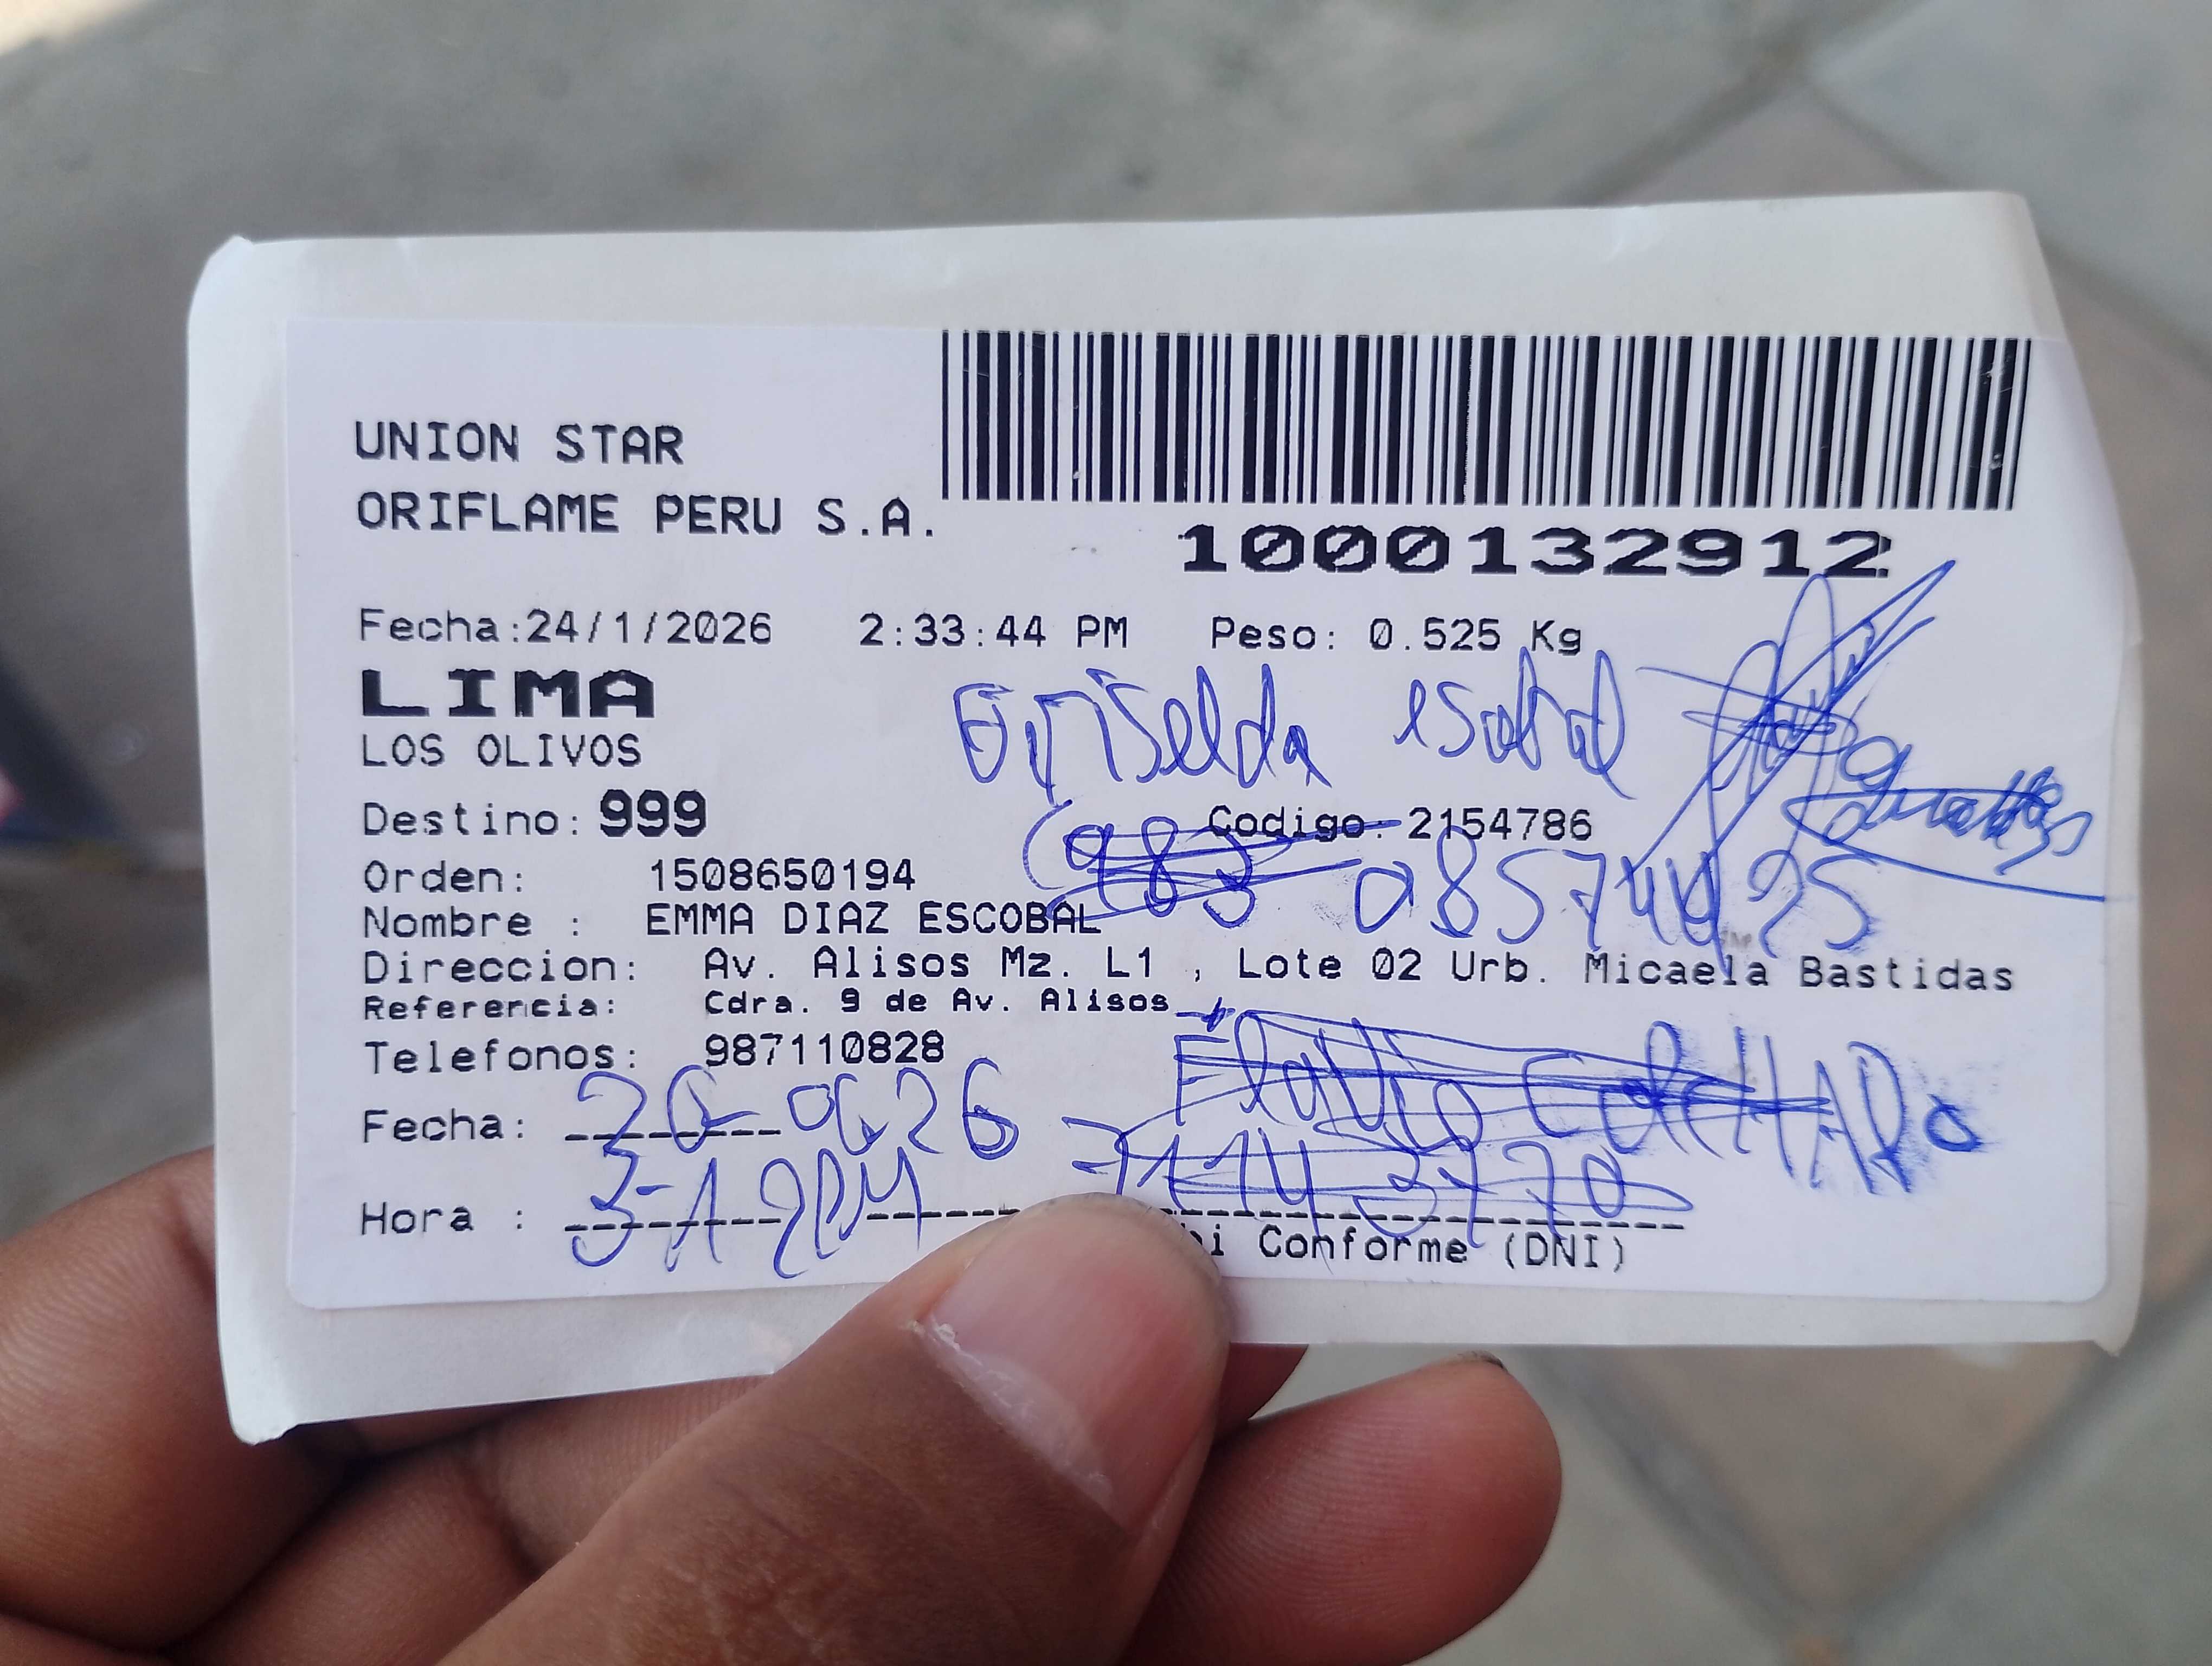 UNION STAR
ORIFLAME PERU S.A.
1000132912
Fecha:24/1/2026 2:33:44 PM Peso: 0.525 Kg
LIMA
LOS OLIVOS
Griselda esobal
Destino: 999 Codigo: 2154786
Orden: 1508650194
Nombre : EMMA DIAZ ESCOBAL
Direccion: Av. Alisos Mz. L1 , Lote 02 Urb. Micaela Bastidas
Referencia: Cdra. 9 de Av. Alisos
Telefonos: 987110828
Fecha:
Hora :
Conforme (DNI)